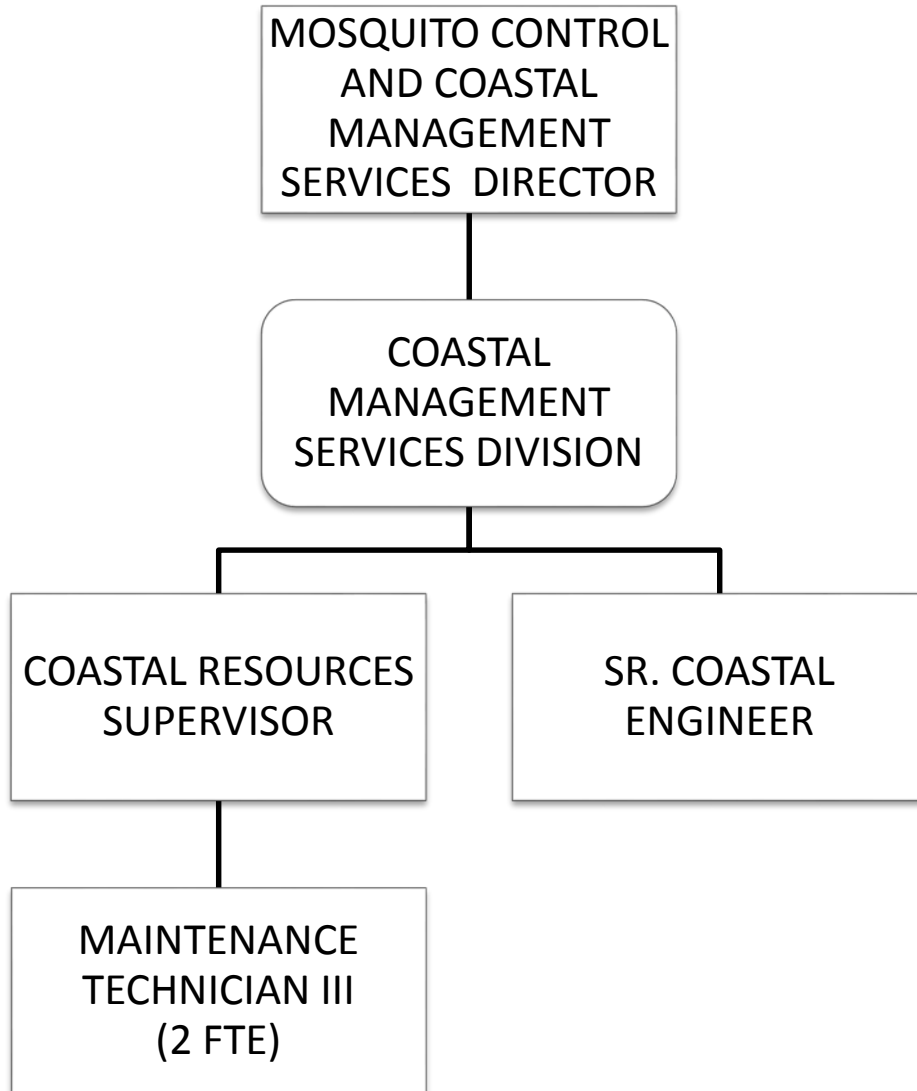 MOSQUITO CONTROL
AND COASTAL
MANAGEMENT
SERVICES  DIRECTOR
COASTAL
MANAGEMENT
SERVICES DIVISION
COASTAL RESOURCES
SUPERVISOR
SR. COASTAL
ENGINEER
MAINTENANCE
TECHNICIAN III
(2 FTE)